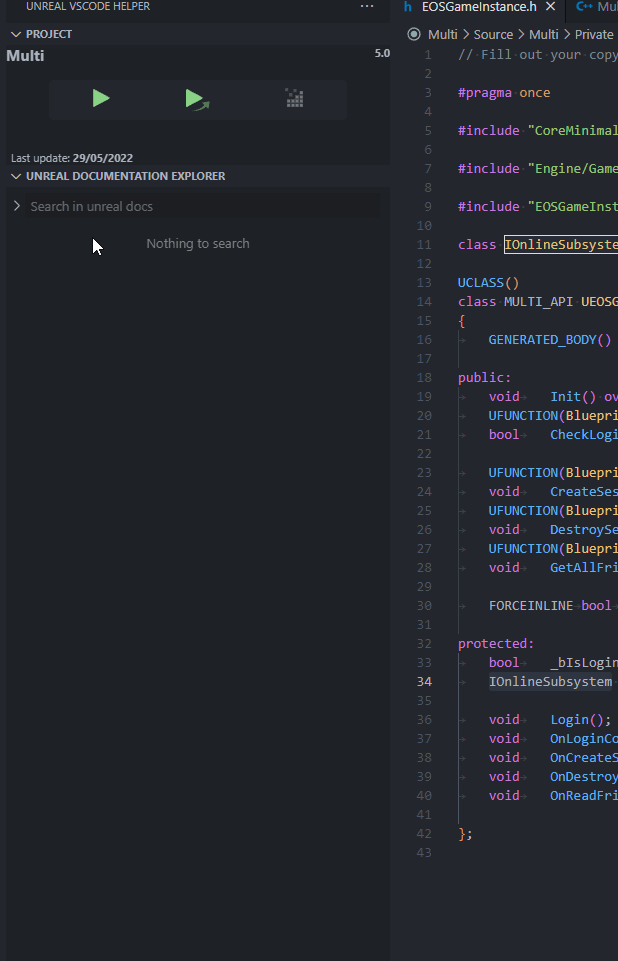 UNREAL VSCODE HELPER
PROJECT
Multi
5.0
Last update: 29/05/2022
UNREAL DOCUMENTATION EXPLORER
Search in unreal docs
Nothing to search
EOSGameInstance.h
Multi > Source > Multi > Private
1 // Fill out your copy
2
3 #pragma once
4
5 #include "CoreMinimal
6
7 #include "Engine/Game
8
9 #include "EOSGameInst
10
11 class IOnlineSubsyste
12
13 UCLASS()
14 class MULTI_API UEOSG
15 {
16 GENERATED_BODY()
17
18 public:
19 void Init() ov
20 UFUNCTION(Bluepri
21 bool CheckLogi
22
23 UFUNCTION(Bluepri
24 void CreateSes
25 UFUNCTION(Bluepri
26 void DestroySe
27 UFUNCTION(Bluepri
28 void GetAllFri
29
30 FORCEINLINE bool
31
32 protected:
33 bool _bIsLogin
34 IOnlineSubsystem
35
36 void Login();
37 void OnLoginCo
38 void OnCreateS
39 void OnDestroy
40 void OnReadFri
41
42 };
43